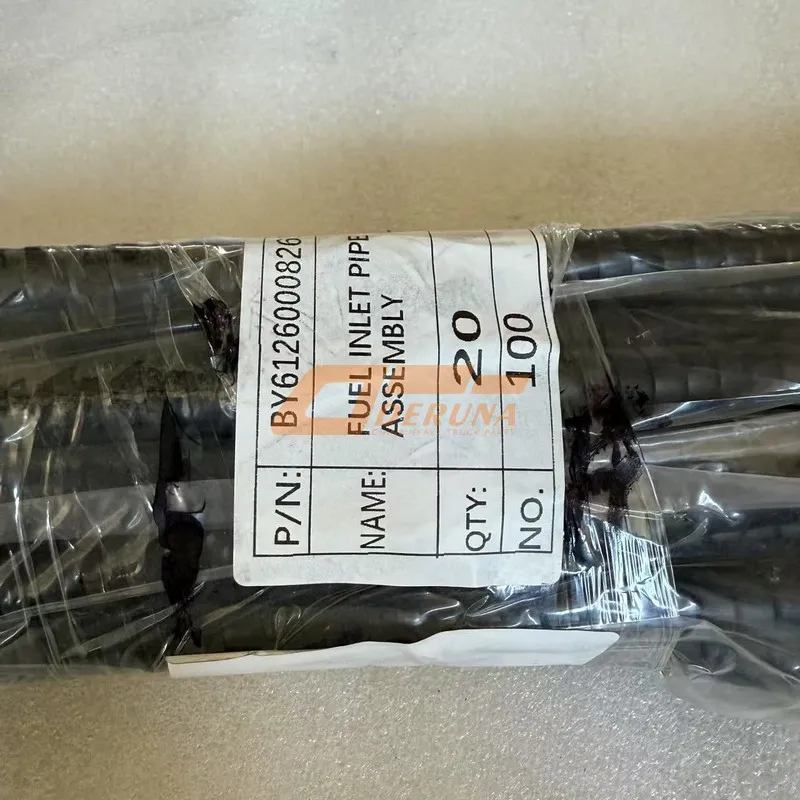 P/N: BY6126000826
NAME: FUEL INLET PIPE
ASSEMBLY
QTY: 20
NO. 100